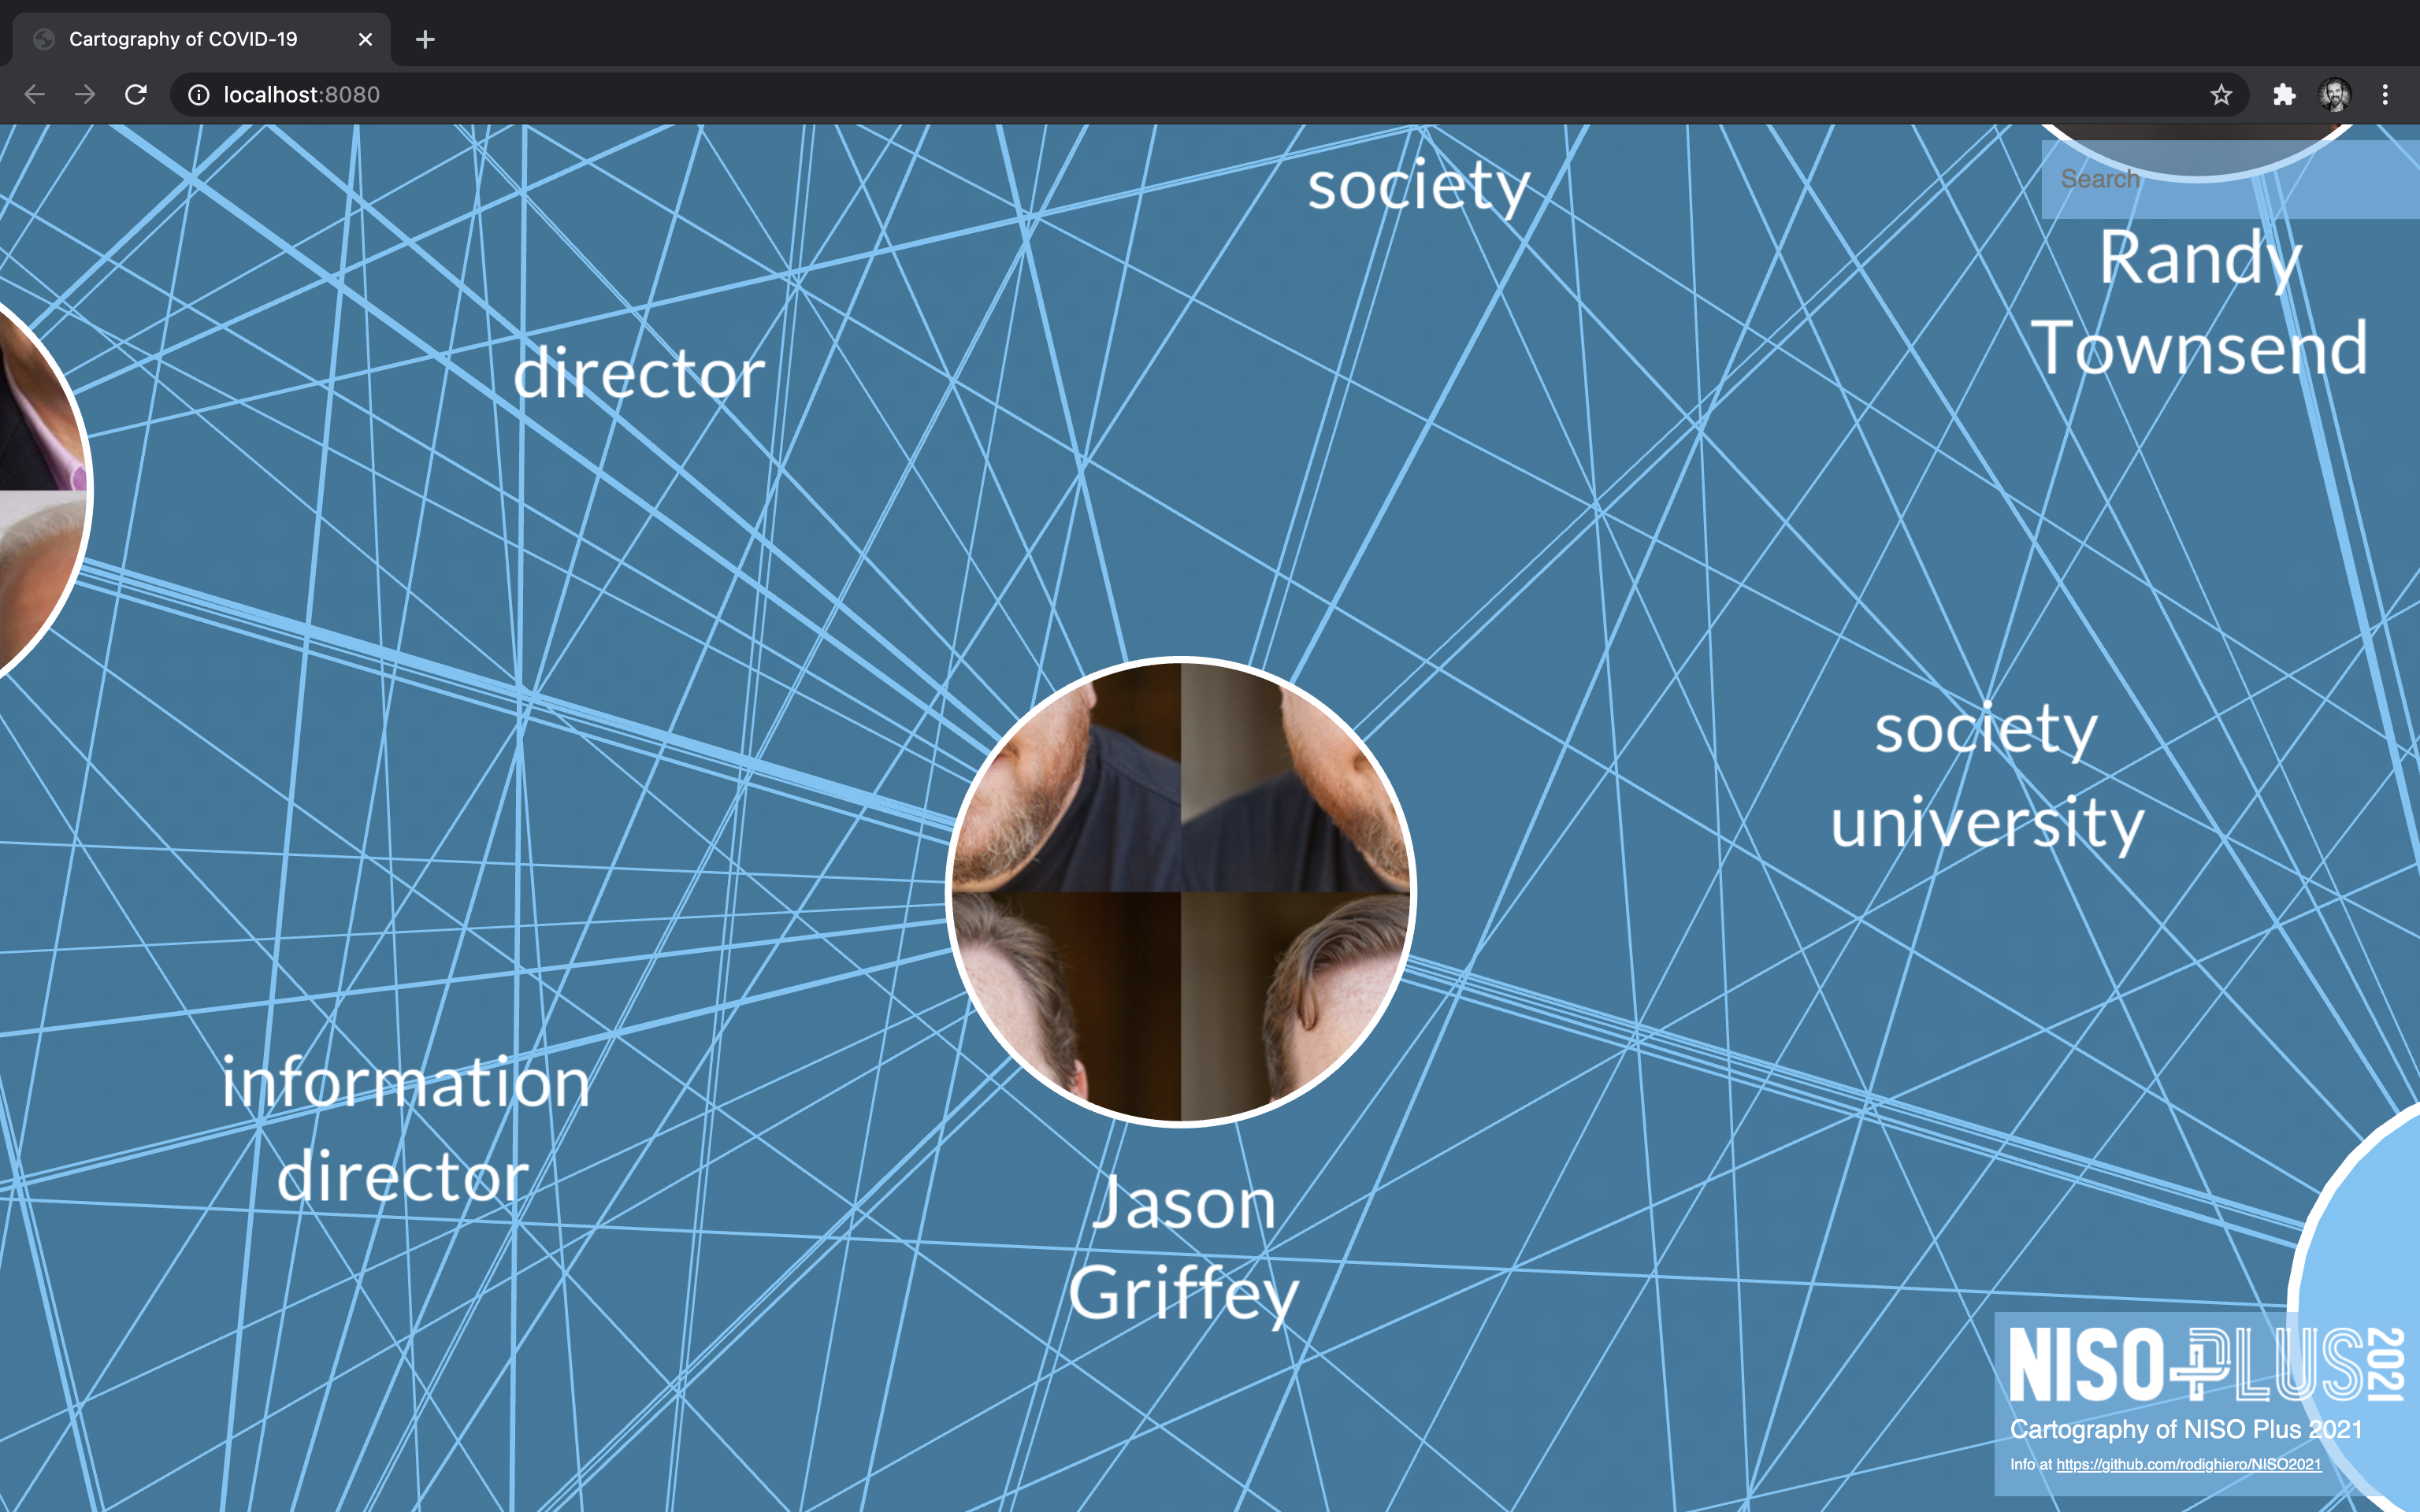 Cartography of COVID-19
localhost:8080
society
Search
Randy
Townsend
director
society
university
information
director
Jason
Griffey
NISO PLUS 2021
Cartography of NISO Plus 2021
Info at https://github.com/rodighiero/NISO2021